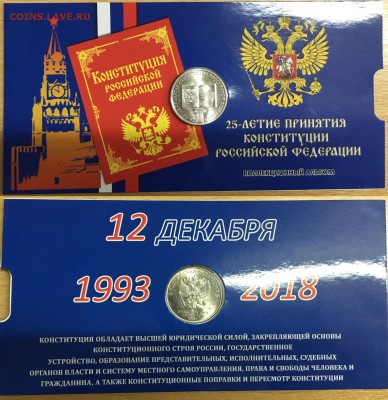 COINS.SU
КОНСТИТУЦИЯ
РОССИЙСКОЙ
ФЕДЕРАЦИИ
25-ЛЕТИЕ ПРИНЯТИЯ
КОНСТИТУЦИИ
РОССИЙСКОЙ ФЕДЕРАЦИИ
КОЛЛЕКЦИОННЫЙ АЛЬБОМ
12 ДЕКАБРЯ
1993 2018
КОНСТИТУЦИЯ ОБЛАДАЕТ ВЫСШЕЙ ЮРИДИЧЕСКОЙ СИЛОЙ, ЗАКРЕПЛЯЮЩЕЙ ОСНОВЫ
КОНСТИТУЦИОННОГО СТРОЯ РОССИИ, ГОСУДАРСТВЕННОЕ
УСТРОЙСТВО, ОБРАЗОВАНИЕ ПРЕДСТАВИТЕЛЬНЫХ, ИСПОЛНИТЕЛЬНЫХ, СУДЕБНЫХ
ОРГАНОВ ВЛАСТИ И СИСТЕМУ МЕСТНОГО САМОУПРАВЛЕНИЯ, ПРАВА И СВОБОДЫ ЧЕЛОВЕКА И
ГРАЖДАНИНА, А ТАКЖЕ КОНСТИТУЦИОННЫЕ ПОПРАВКИ И ПЕРЕСМОТР КОНСТИТУЦИИ